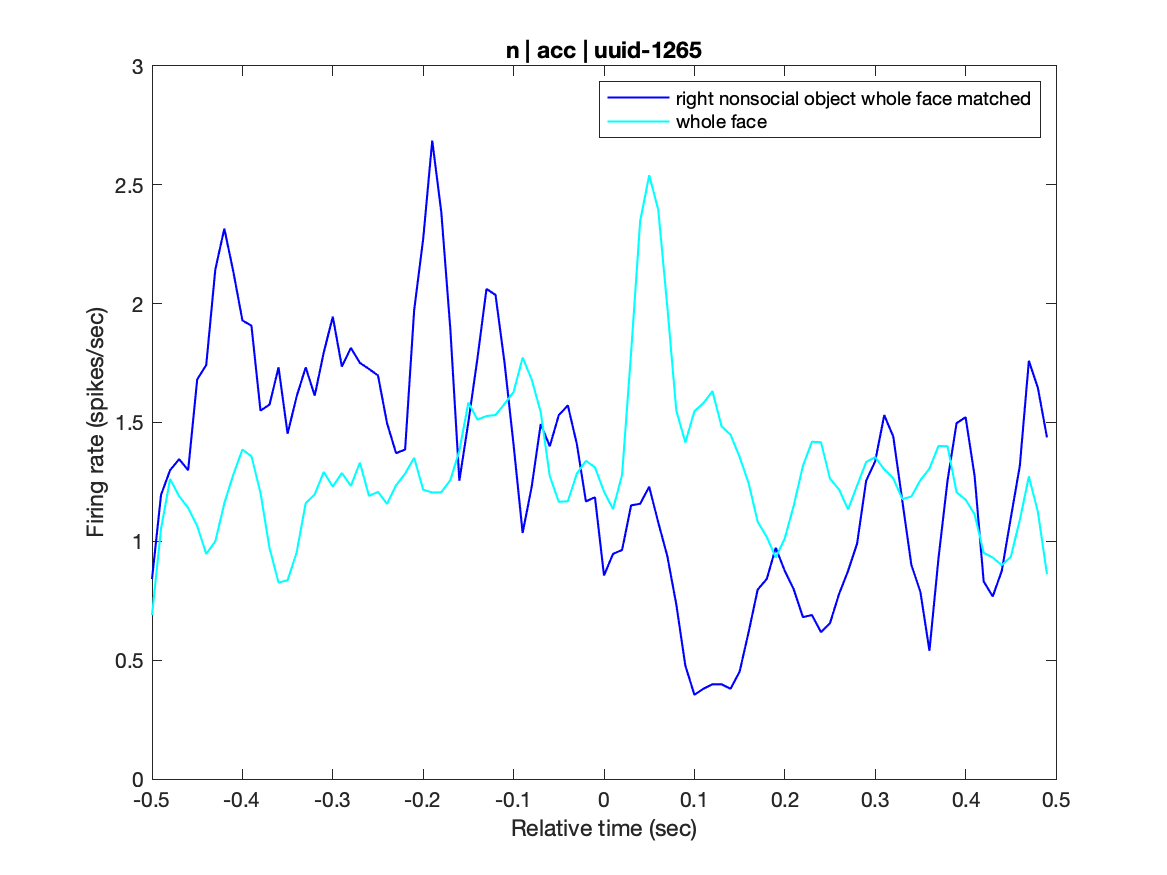 n | acc | uuid-1265
right nonsocial object whole face matched
whole face
Firing rate (spikes/sec)
3
2.5
2
1.5
1
0.5
0
-0.5 -0.4 -0.3 -0.2 -0.1 0 0.1 0.2 0.3 0.4 0.5
Relative time (sec)